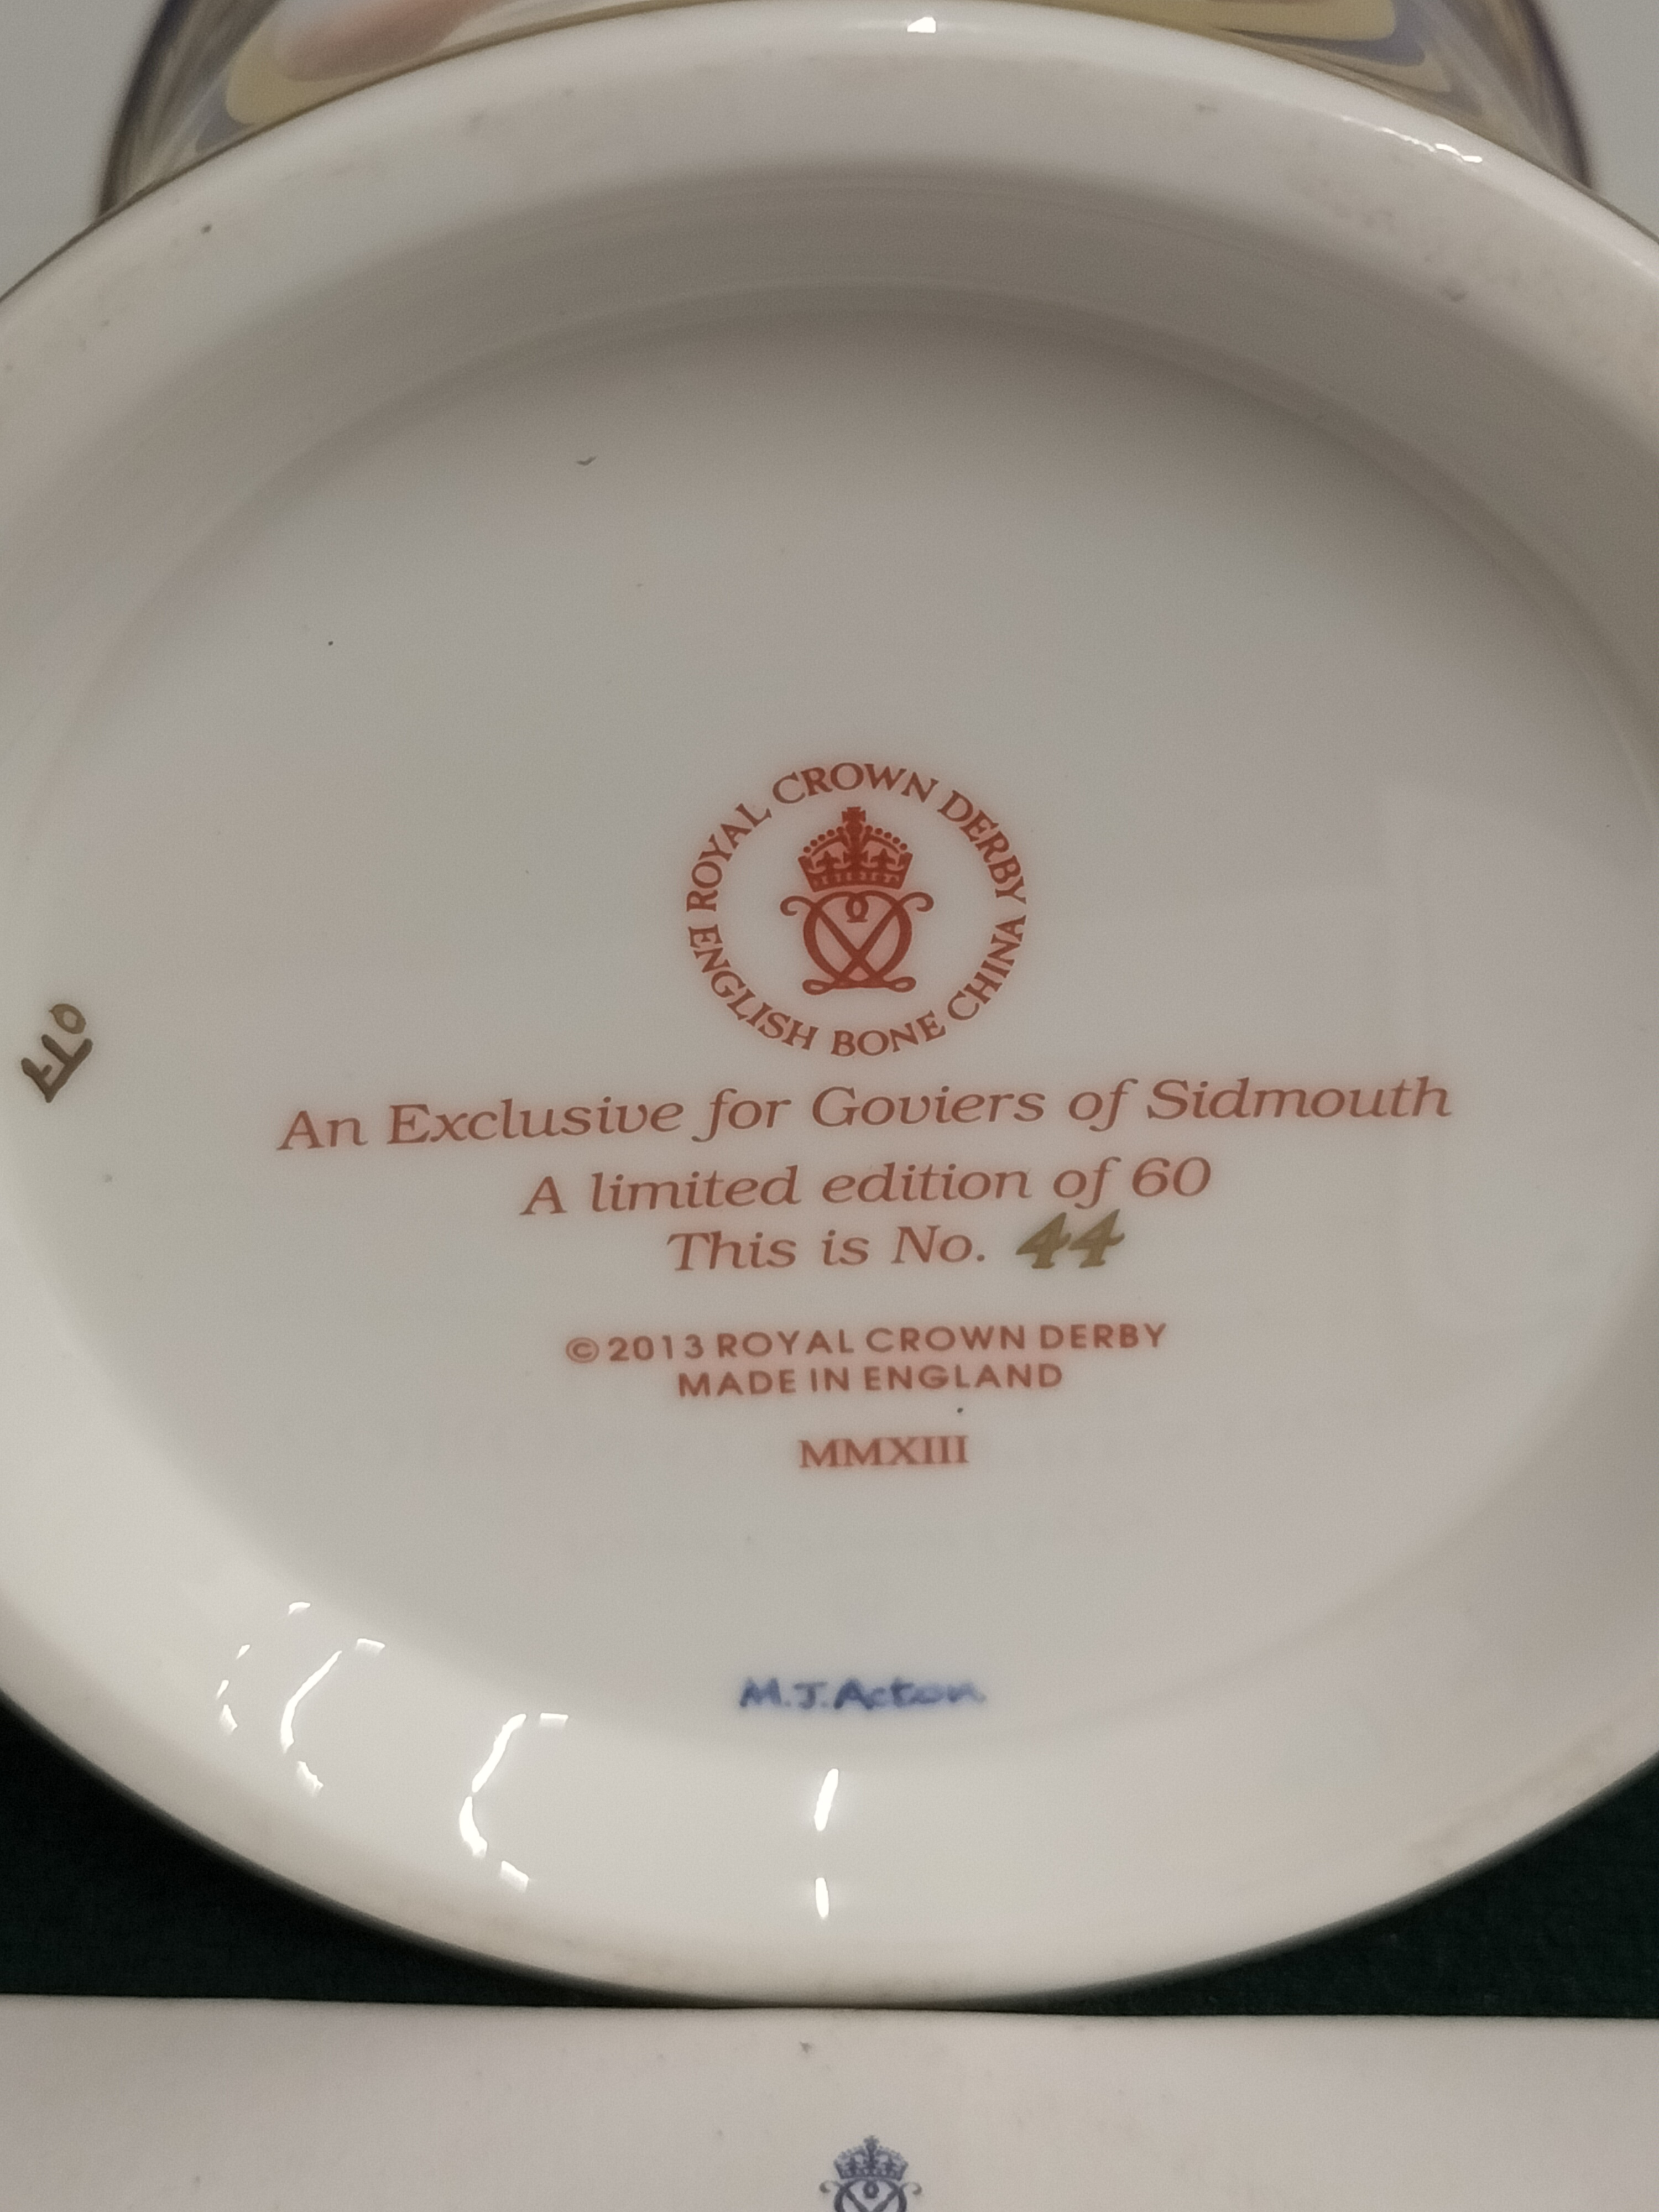 ROYAL CROWN DERBY
ENGLISH BONE CHINA
An Exclusive for Goviers of Sidmouth
A limited edition of 60
This is No. 44
©2013 ROYAL CROWN DERBY
MADE IN ENGLAND
MMXIII
M.J.Acton